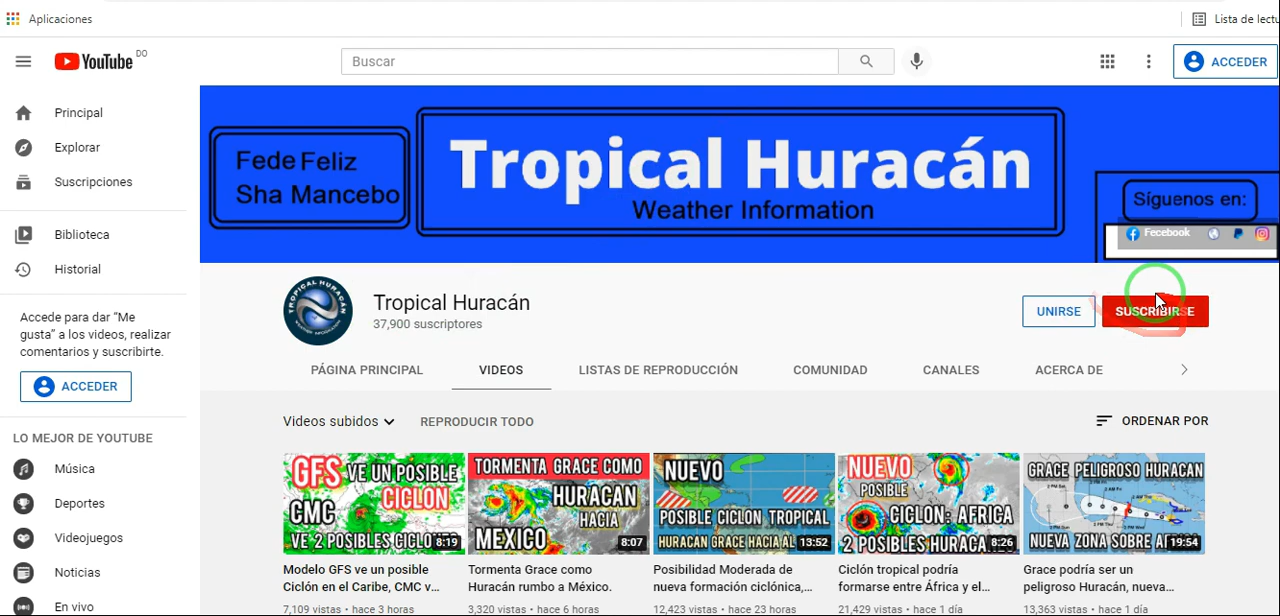 Aplicaciones
Lista de lectu
YouTube DO
Buscar
ACCEDER
Principal
Explorar
Suscripciones
Biblioteca
Historial
Accede para dar “Me
gusta” a los videos, realizar
comentarios y suscribirte.
ACCEDER
LO MEJOR DE YOUTUBE
Música
Deportes
Videojuegos
Noticias
En vivo
Fede Feliz
Sha Mancebo
Tropical Huracán
Weather Information
Síguenos en:
Fecebook
TROPICAL HURACÁN
Tropical Huracán
37,900 suscriptores
UNIRSE
SUSCRIBIRSE
PÁGINA PRINCIPAL
VIDEOS
LISTAS DE REPRODUCCIÓN
COMUNIDAD
CANALES
ACERCA DE
Videos subidos
REPRODUCIR TODO
ORDENAR POR
GFS VE UN POSIBLE
CICLON
CMC
VE 2 POSIBLES CICLO
8:19
Modelo GFS ve un posible
Ciclón en el Caribe, CMC v...
7,109 vistas • hace 3 horas
TORMENTA GRACE COMO
HURACAN
HACIA
MEXICO
8:07
Tormenta Grace como
Huracán rumbo a México.
3,320 vistas • hace 6 horas
NUEVO
POSIBLE CICLON TROPICAL
HURACAN GRACE HACIA AL
13:52
Posibilidad Moderada de
nueva formación ciclónica,...
12,423 vistas • hace 23 horas
NUEVO
POSIBLE
CICLON: AFRICA
2 POSIBLES HURACA
8:26
Ciclón tropical podría
formarse entre África y el...
21,429 vistas • hace 1 día
GRACE PELIGROSO HURACAN
NUEVA ZONA SOBRE A
19:54
Grace podría ser un
peligroso Huracán, nueva...
13,363 vistas • hace 1 día